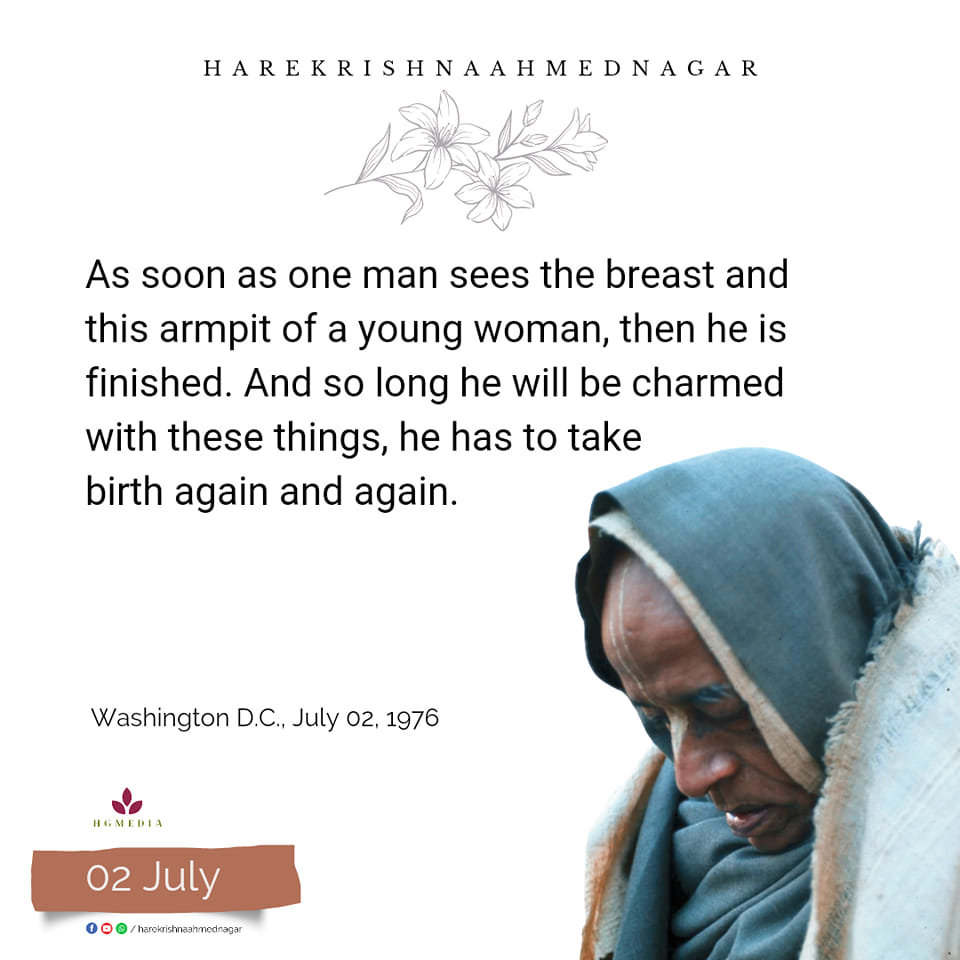 HAREKRISHNAAHMEDNAGAR
As soon as one man sees the breast and
this armpit of a young woman, then he is
finished. And so long he will be charmed
with these things, he has to take
birth again and again.
Washington D.C., July 02, 1976
HGMEDIA
02 July
/ harekrishnaahmednagar